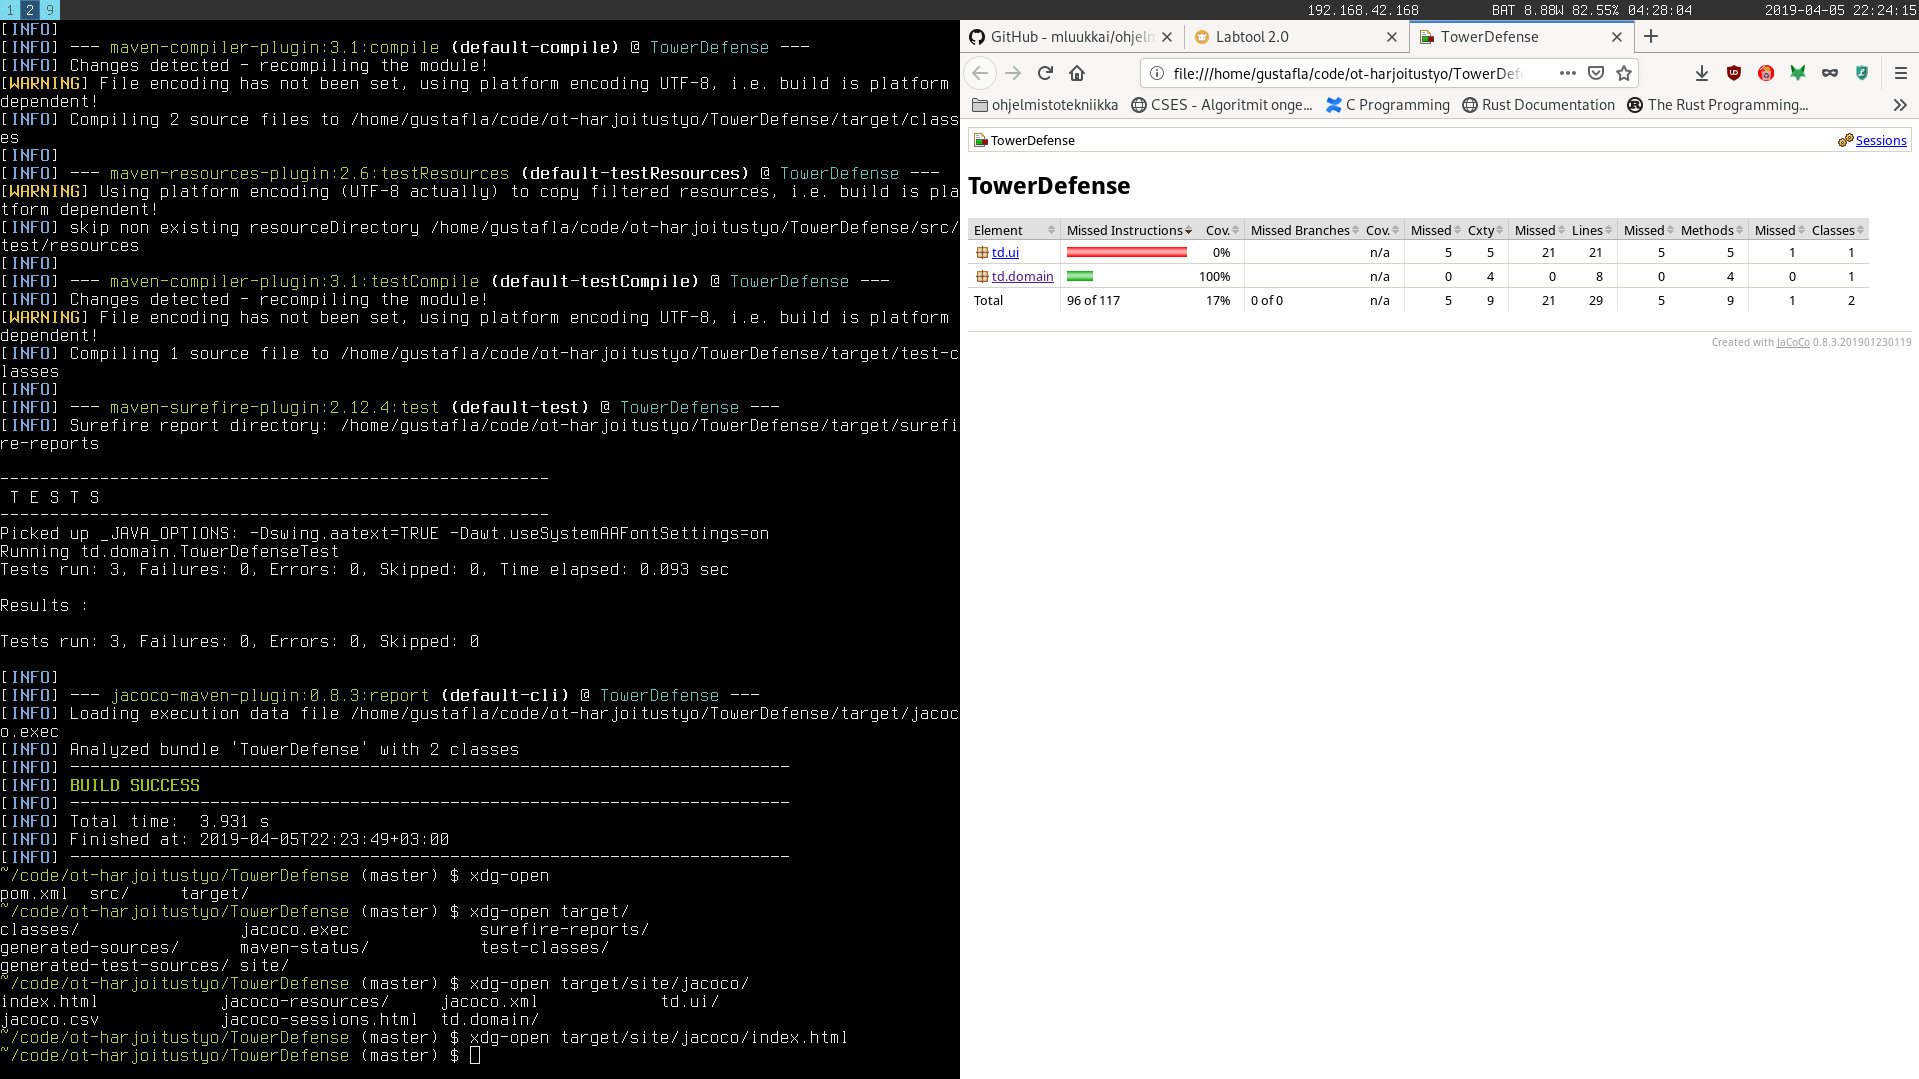 1 2 9
192.168.42.168 BAT 8.88W 82.55% 04:28:04 2019-04-05 22:24:15
[INFO]
[INFO] --- maven-compiler-plugin:3.1:compile (default-compile) @ TowerDefense ---
[INFO] Changes detected - recompiling the module!
[WARNING] File encoding has not been set, using platform encoding UTF-8, i.e. build is platform
dependent!
[INFO] Compiling 2 source files to /home/gustafla/code/ot-harjoitustyo/TowerDefense/target/class
es
[INFO]
[INFO] --- maven-resources-plugin:2.6:testResources (default-testResources) @ TowerDefense ---
[WARNING] Using platform encoding (UTF-8 actually) to copy filtered resources, i.e. build is pla
tform dependent!
[INFO] skip non existing resourceDirectory /home/gustafla/code/ot-harjoitustyo/TowerDefense/src/
test/resources
[INFO]
[INFO] --- maven-compiler-plugin:3.1:testCompile (default-testCompile) @ TowerDefense ---
[INFO] Changes detected - recompiling the module!
[WARNING] File encoding has not been set, using platform encoding UTF-8, i.e. build is platform
dependent!
[INFO] Compiling 1 source file to /home/gustafla/code/ot-harjoitustyo/TowerDefense/target/test-c
lasses
[INFO]
[INFO] --- maven-surefire-plugin:2.12.4:test (default-test) @ TowerDefense ---
[INFO] Surefire report directory: /home/gustafla/code/ot-harjoitustyo/TowerDefense/target/surefi
re-reports
-------------------------------------------------------
T E S T S
-------------------------------------------------------
Picked up _JAVA_OPTIONS: -Dswing.aatext=TRUE -Dawt.useSystemAAFontSettings=on
Running td.domain.TowerDefenseTest
Tests run: 3, Failures: 0, Errors: 0, Skipped: 0, Time elapsed: 0.093 sec
Results :
Tests run: 3, Failures: 0, Errors: 0, Skipped: 0
[INFO]
[INFO] --- jacoco-maven-plugin:0.8.3:report (default-cli) @ TowerDefense ---
[INFO] Loading execution data file /home/gustafla/code/ot-harjoitustyo/TowerDefense/target/jacoc
o.exec
[INFO] Analyzed bundle 'TowerDefense' with 2 classes
[INFO] ------------------------------------------------------------------------
[INFO] BUILD SUCCESS
[INFO] ------------------------------------------------------------------------
[INFO] Total time:  3.931 s
[INFO] Finished at: 2019-04-05T22:23:49+03:00
[INFO] ------------------------------------------------------------------------
~/code/ot-harjoitustyo/TowerDefense (master) $ xdg-open
pom.xml  src/     target/
~/code/ot-harjoitustyo/TowerDefense (master) $ xdg-open target/
classes/                jacoco.exec             surefire-reports/
generated-sources/      maven-status/           test-classes/
generated-test-sources/ site/
~/code/ot-harjoitustyo/TowerDefense (master) $ xdg-open target/site/jacoco/
index.html            jacoco-resources/     jacoco.xml            td.ui/
jacoco.csv            jacoco-sessions.html  td.domain/
~/code/ot-harjoitustyo/TowerDefense (master) $ xdg-open target/site/jacoco/index.html
~/code/ot-harjoitustyo/TowerDefense (master) $
GitHub - mluukkai/ohjelm Labtool 2.0 TowerDefense
file:///home/gustafla/code/ot-harjoitustyo/TowerDef
ohjelmistotekniikka CSES - Algoritmit onge... C Programming Rust Documentation The Rust Programming...
TowerDefense Sessions
TowerDefense
Element Missed Instructions Cov. Missed Branches Cov. Missed Cxty Missed Lines Missed Methods Missed Classes
td.ui 0% n/a 5 5 21 21 5 5 1 1
td.domain 100% n/a 0 4 0 8 0 4 0 1
Total 96 of 117 17% 0 of 0 n/a 5 9 21 29 5 9 1 2
Created with JaCoCo 0.8.3.201901230119